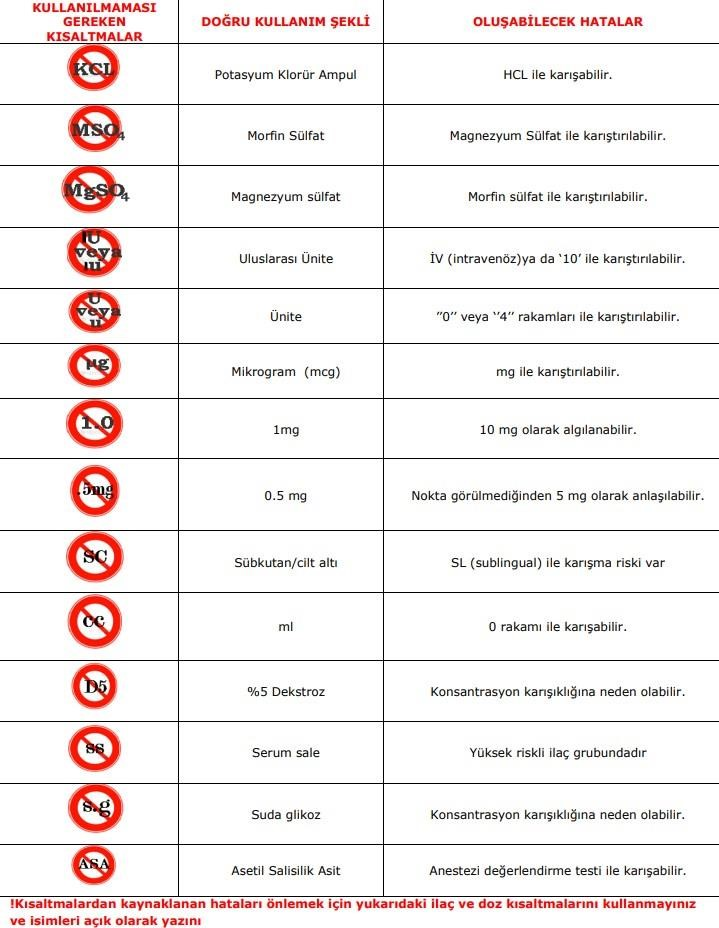 KULLANILMAMASI
GEREKEN
KISALTMALAR
DOĞRU KULLANIM ŞEKLİ
OLUŞABİLECEK HATALAR
KCL
Potasyum Klorür Ampul
HCL ile karışabilir.
MSO4
Morfin Sülfat
Magnezyum Sülfat ile karıştırılabilir.
MgSO4
Magnezyum sülfat
Morfin sülfat ile karıştırılabilir.
IU
veya
iu
Uluslarası Ünite
İV (intravenöz)ya da ‘10’ ile karıştırılabilir.
U
veya
u
Ünite
’’0’’ veya ‘’4’’ rakamları ile karıştırılabilir.
µg
Mikrogram (mcg)
mg ile karıştırılabilir.
1.0
1mg
10 mg olarak algılanabilir.
.5mg
0.5 mg
Nokta görülmediğinden 5 mg olarak anlaşılabilir.
SC
Sübkutan/cilt altı
SL (sublingual) ile karışma riski var
cc
ml
0 rakamı ile karışabilir.
D5
%5 Dekstroz
Konsantrasyon karışıklığına neden olabilir.
ss
Serum sale
Yüksek riskli ilaç grubundadır
s.g
Suda glikoz
Konsantrasyon karışıklığına neden olabilir.
ASA
Asetil Salisilik Asit
Anestezi değerlendirme testi ile karışabilir.
!Kısaltmalardan kaynaklanan hataları önlemek için yukarıdaki ilaç ve doz kısaltmalarını kullanmayınız
ve isimleri açık olarak yazını